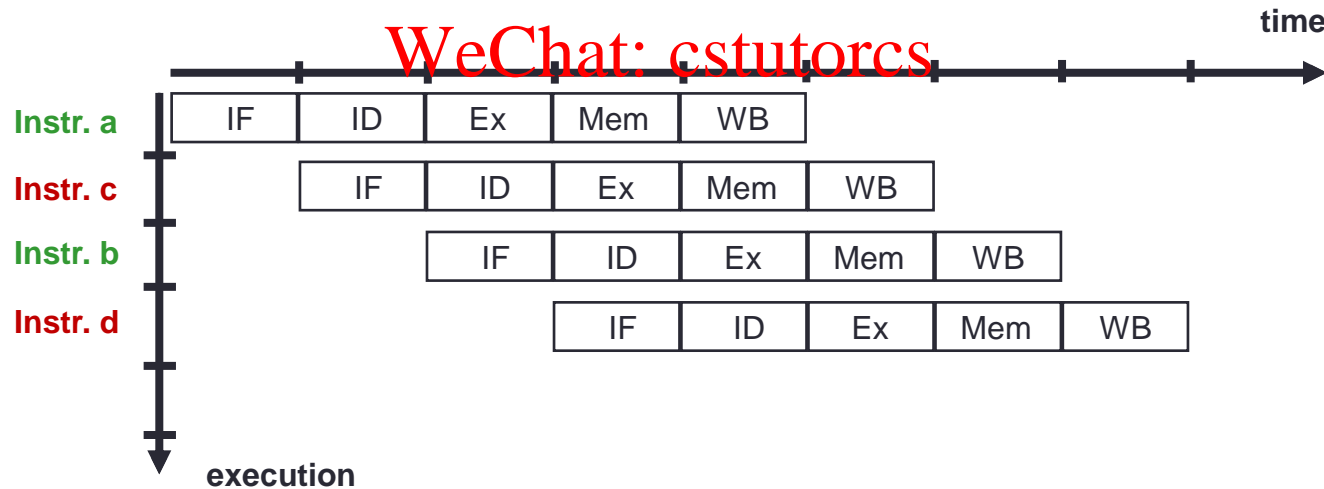 time
WeChat: cstutorcs
Instr. a IF ID Ex Mem WB
Instr. c IF ID Ex Mem WB
Instr. b IF ID Ex Mem WB
Instr. d IF ID Ex Mem WB
execution